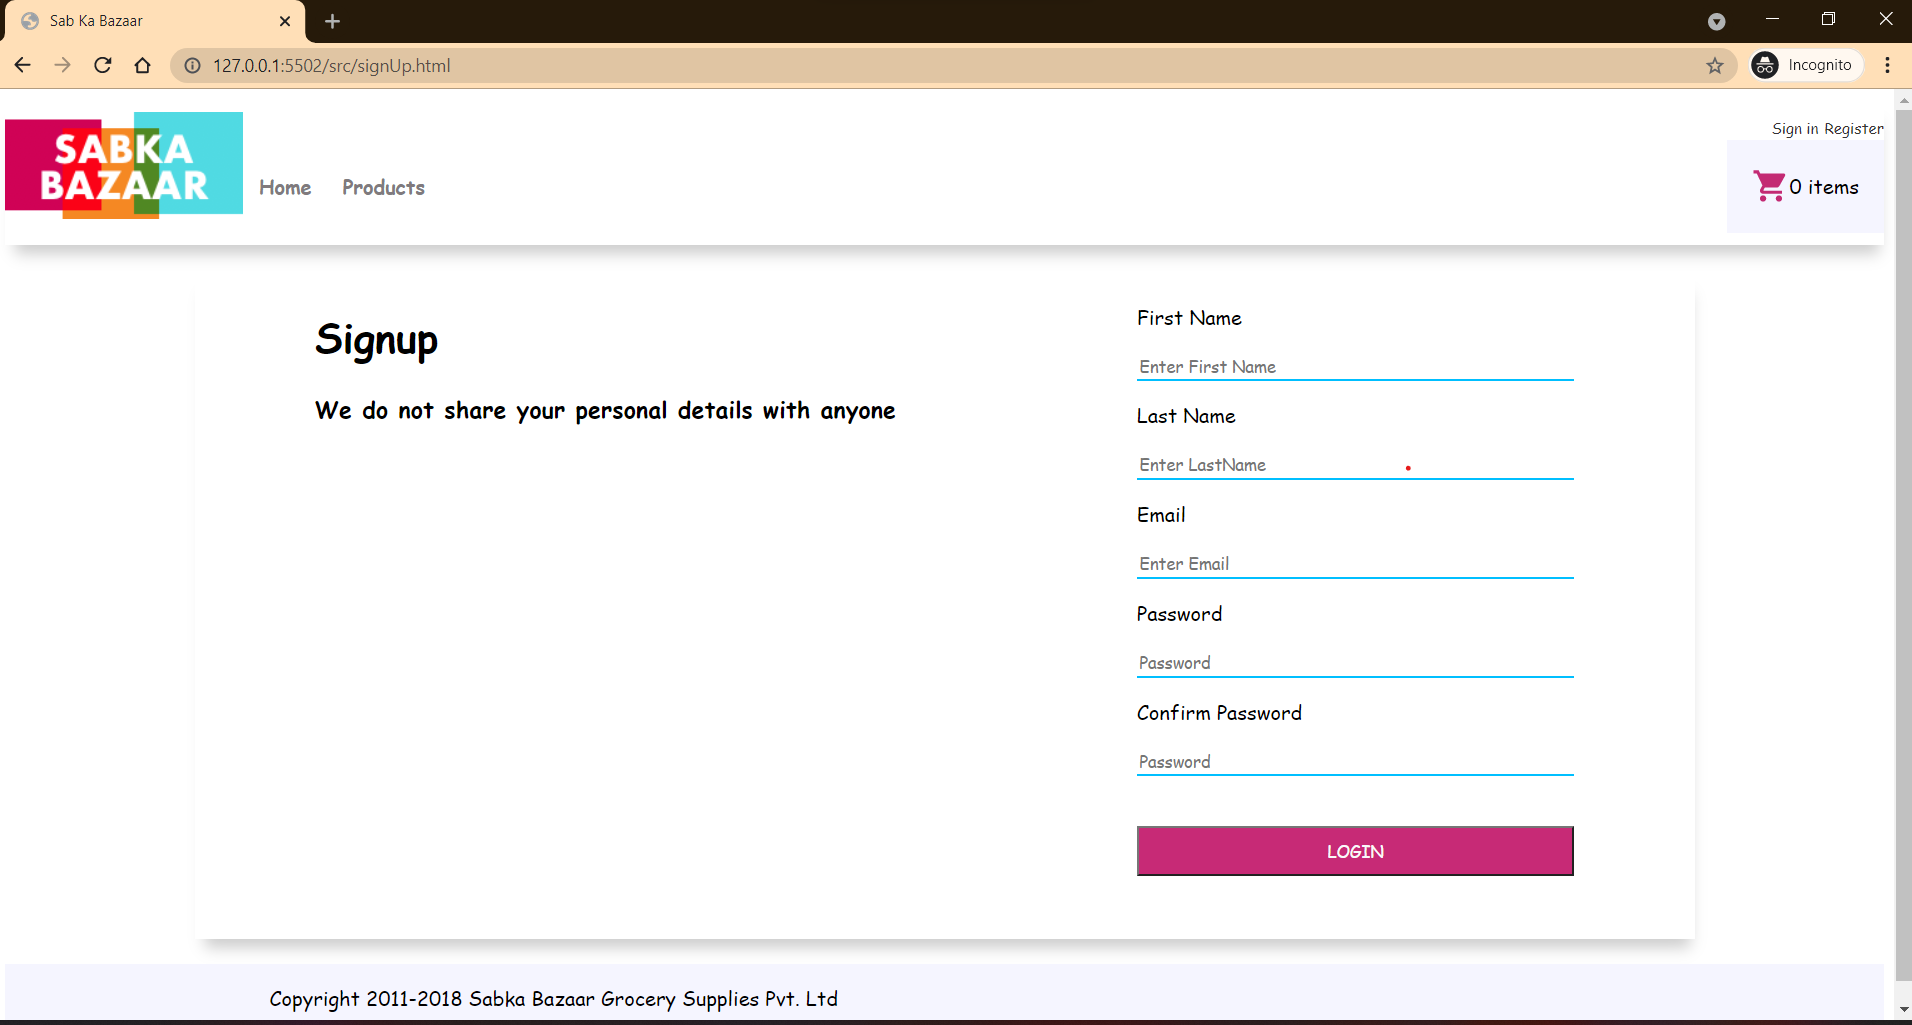 Sab Ka Bazaar
127.0.0.1:5502/src/signUp.html
Incognito
SABKA
BAZAAR
Home Products
Sign in Register
0 items
Signup
We do not share your personal details with anyone
First Name
Enter First Name
Last Name
Enter LastName
Email
Enter Email
Password
Password
Confirm Password
Password
LOGIN
Copyright 2011-2018 Sabka Bazaar Grocery Supplies Pvt. Ltd